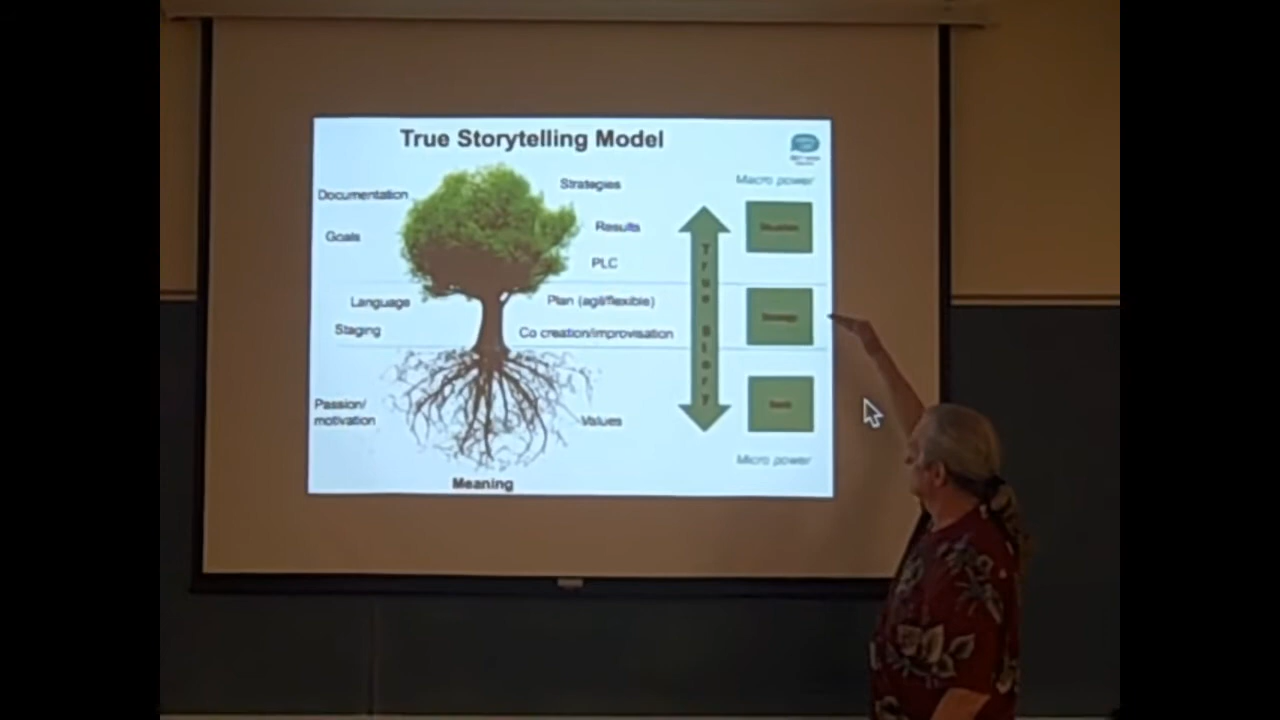 True Storytelling Model
Macro power
Strategies
Documentation
Results
Goals
PLC
Language
Plan (agil/flexible)
Staging
Co creation/improvisation
True Story
Strategy
Passion/
motivation
Values
Micro power
Meaning